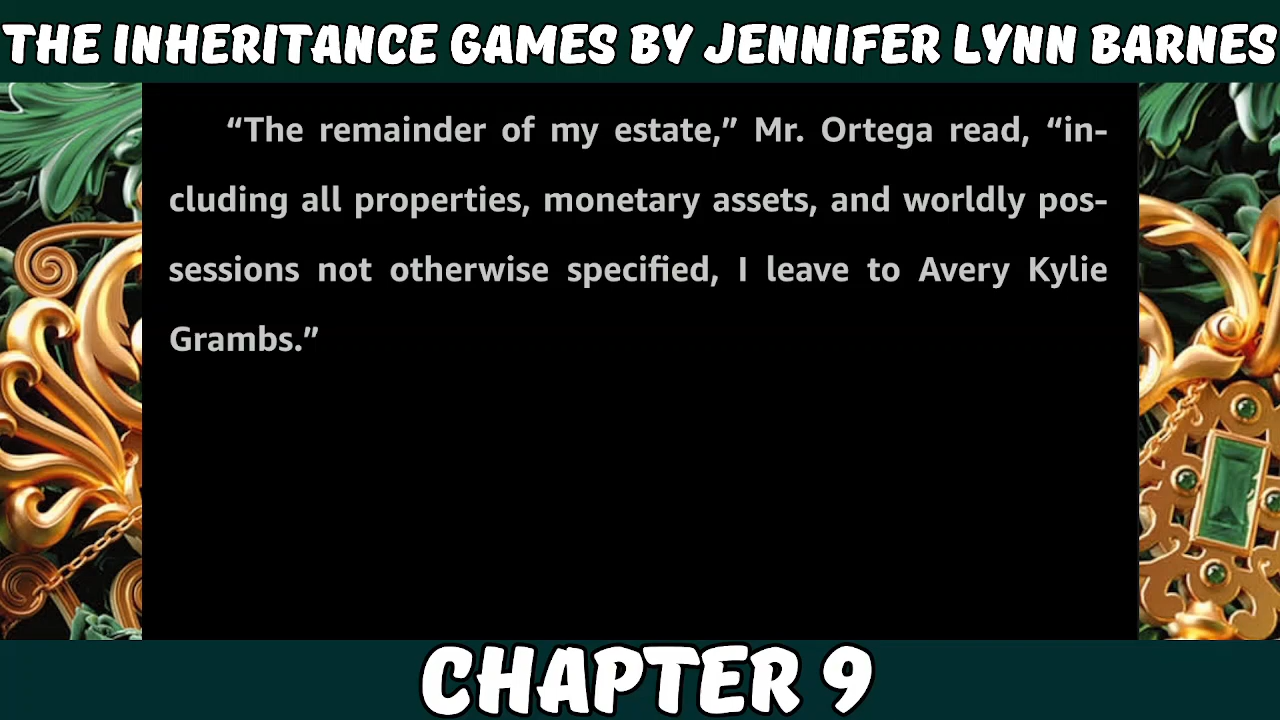 THE INHERITANCE GAMES BY JENNIFER LYNN BARNES
“The remainder of my estate,” Mr. Ortega read, “in-
cluding all properties, monetary assets, and worldly pos-
sessions not otherwise specified, I leave to Avery Kylie
Grambs.”
CHAPTER 9